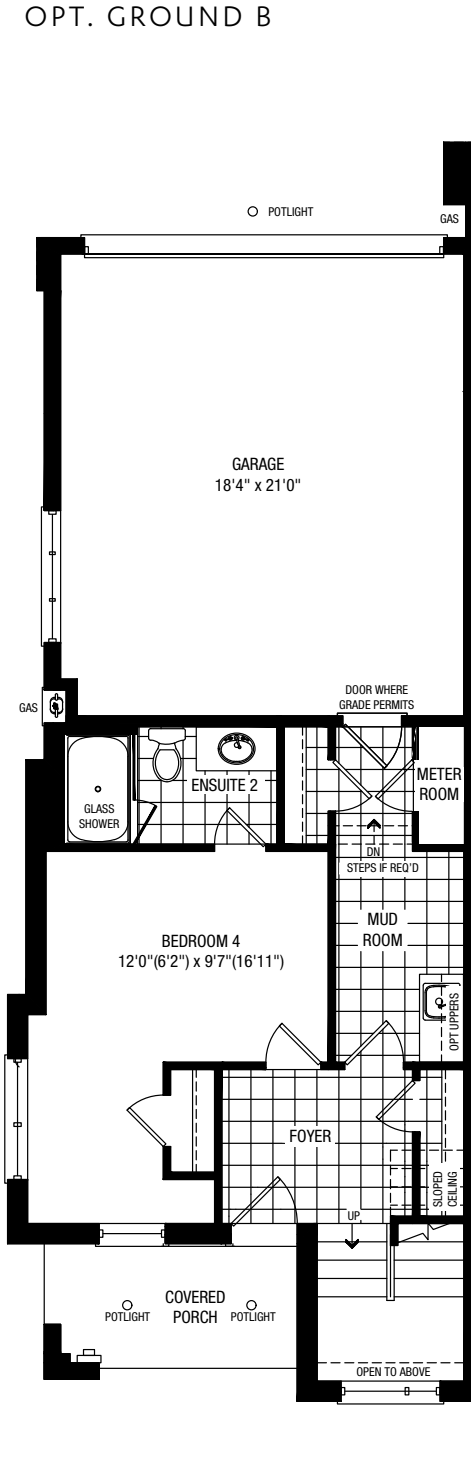 OPT. GROUND B
POTLIGHT
GAS
GARAGE
18'4" x 21'0"
DOOR WHERE
GRADE PERMITS
GAS
METER
ROOM
ENSUITE 2
GLASS
SHOWER
DN
STEPS IF REQ'D
MUD
ROOM
BEDROOM 4
12'0"(6'2") x 9'7"(16'11")
OPT UPPERS
FOYER
SLOPED
CEILING
UP
COVERED
PORCH
POTLIGHT
POTLIGHT
OPEN TO ABOVE